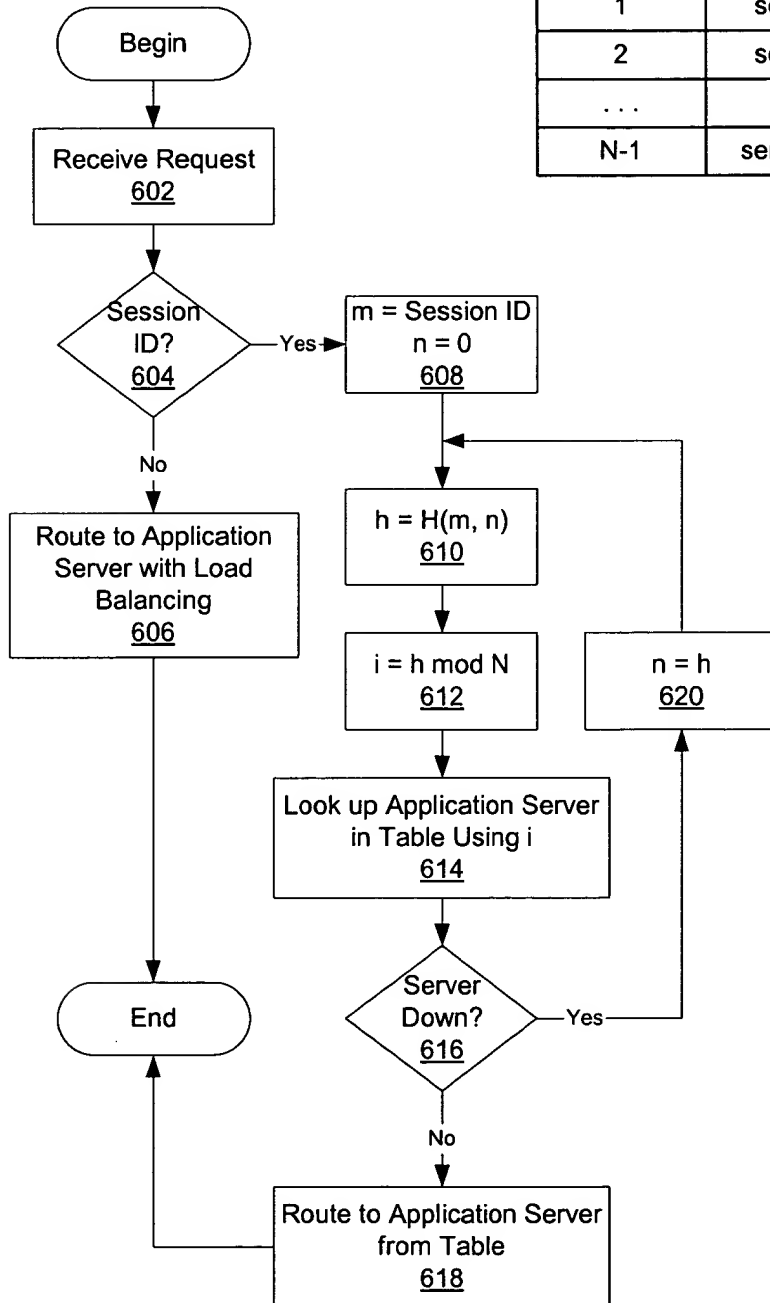 Begin
Receive Request
602
Session
ID?
604
Yes
No
Route to Application
Server with Load
Balancing
606
m = Session ID
n = 0
608
h = H(m, n)
610
i = h mod N
612
n = h
620
Look up Application Server
in Table Using i
614
Server
Down?
616
Yes
No
Route to Application Server
from Table
618
End
1
2
...
N-1